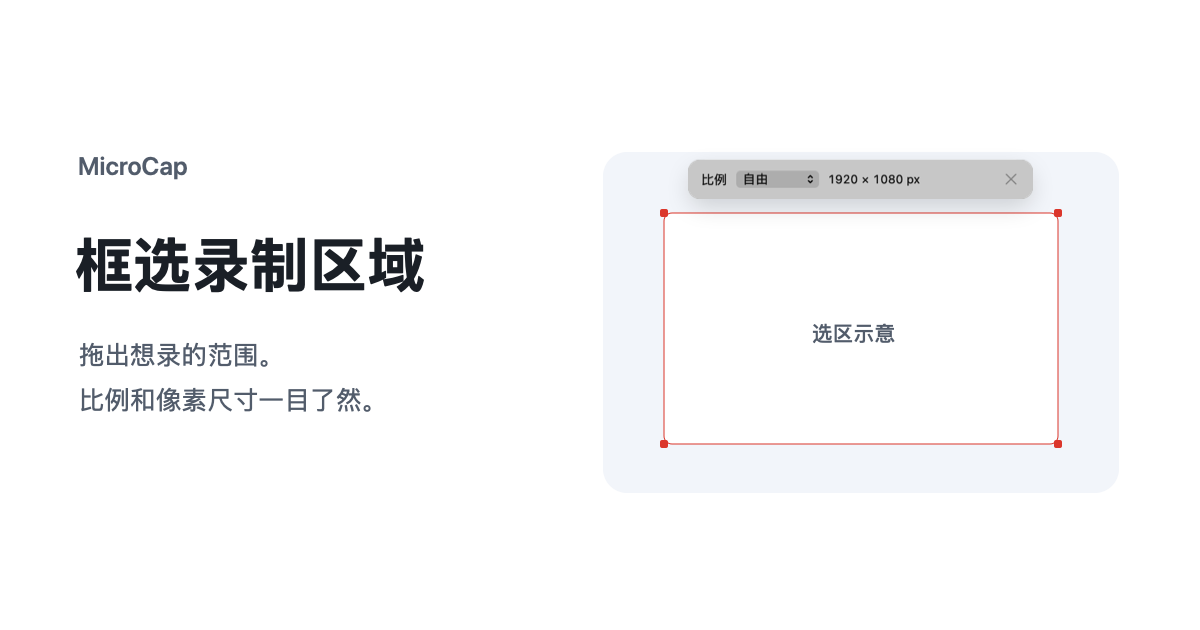 MicroCap
框选录制区域
拖出想录的范围。
比例和像素尺寸一目了然。
比例 自由 1920 × 1080 px
选区示意